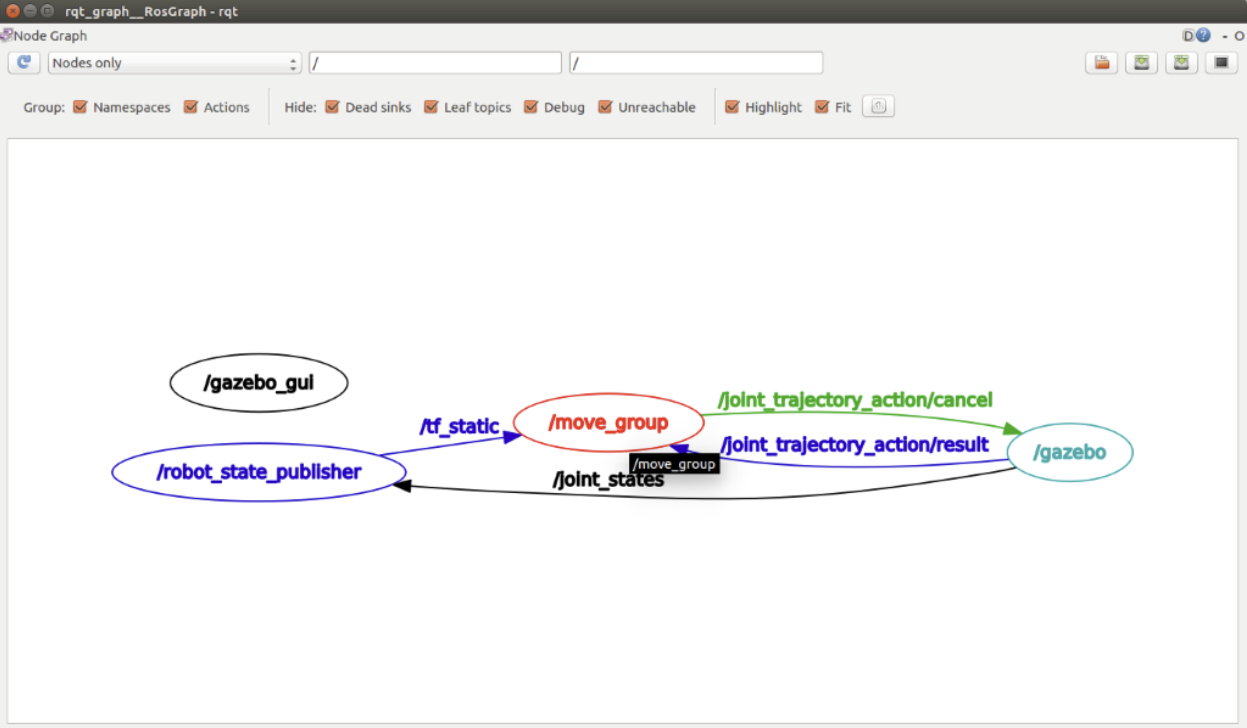 rqt_graph__RosGraph - rqt
Node Graph
D - O
Nodes only / /
Group: Namespaces Actions Hide: Dead sinks Leaf topics Debug Unreachable Highlight Fit
/gazebo_gui
/tf_static
/move_group
/joint_trajectory_action/cancel
/robot_state_publisher
/joint_trajectory_action/result
/gazebo
/move_group
/joint_states